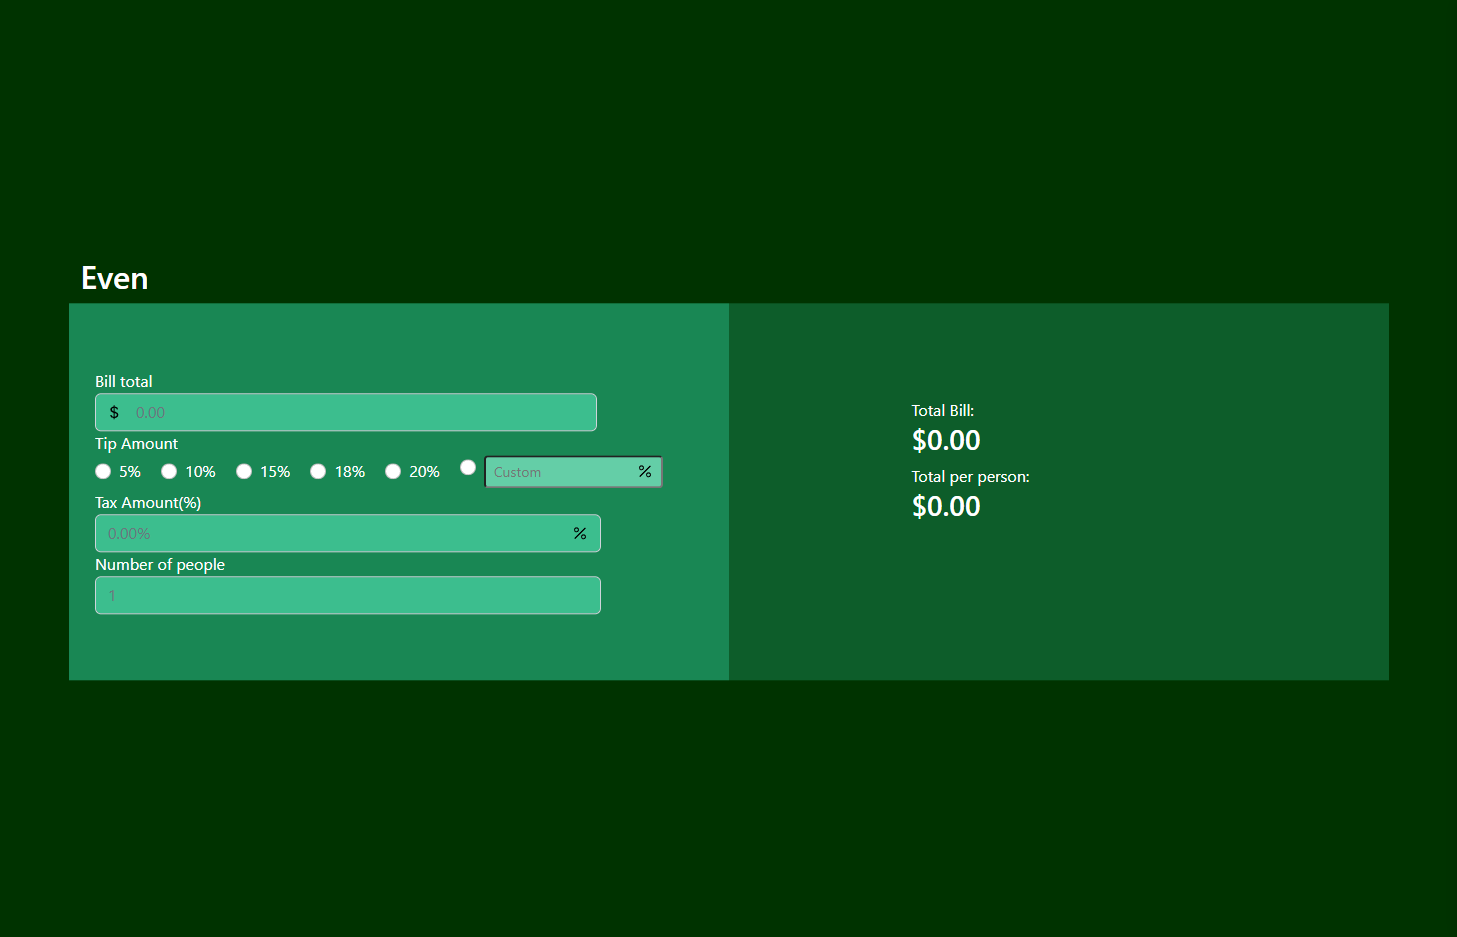 Even
Bill total
$ 0.00
Tip Amount
5% 10% 15% 18% 20% Custom %
Tax Amount(%)
0.00% %
Number of people
1
Total Bill:
$0.00
Total per person:
$0.00